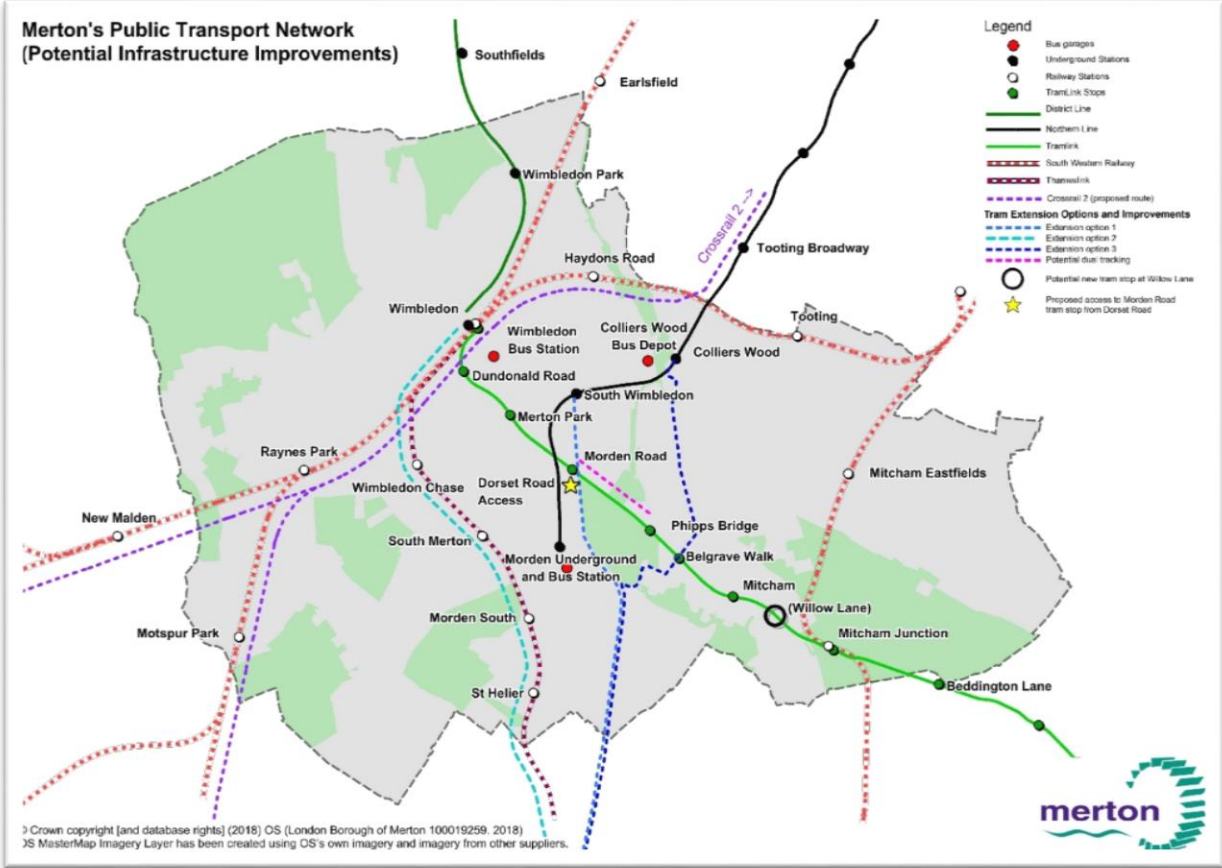 Merton's Public Transport Network
(Potential Infrastructure Improvements)
Legend
Bus garages
Underground Stations
Railway Stations
TramLink Stops
District Line
Northern Line
Tramlink
South Western Railway
Thameslink
Crossrail 2 (proposed route)
Tram Extension Options and Improvements
Extension option 1
Extension option 2
Extension option 3
Potential dual tracking
Potential new tram stop at Willow Lane
Proposed access to Morden Road
tram stop from Dorset Road
Southfields
Earlsfield
Wimbledon Park
Crossrail 2 -->
Tooting Broadway
Haydons Road
Wimbledon
Wimbledon
Bus Station
Colliers Wood
Bus Depot
Tooting
Colliers Wood
Dundonald Road
South Wimbledon
Merton Park
Raynes Park
Morden Road
Mitcham Eastfields
Wimbledon Chase
Dorset Road
Access
New Malden
Phipps Bridge
South Merton
Belgrave Walk
Morden Underground
and Bus Station
Mitcham
(Willow Lane)
Morden South
Motspur Park
Mitcham Junction
St Helier
Beddington Lane
merton
Crown copyright [and database rights] (2018) OS (London Borough of Merton 100019259. 2018)
OS MasterMap Imagery Layer has been created using OS's own imagery and imagery from other suppliers.